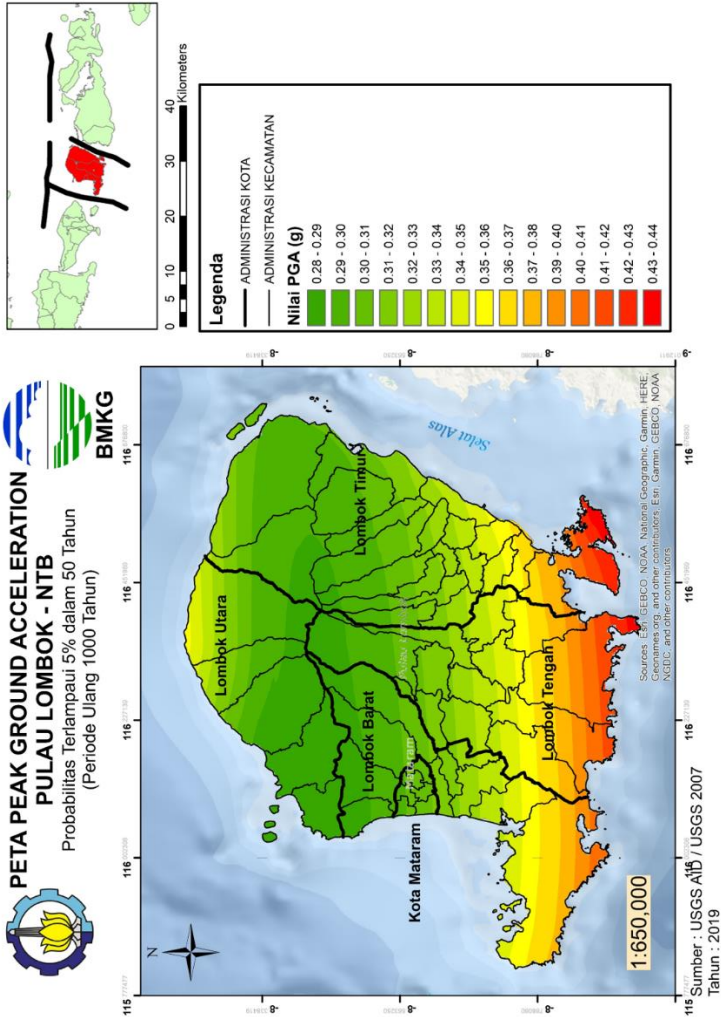 PETA PEAK GROUND ACCELERATION
PULAU LOMBOK - NTB
Probabilitas Terlampaui 5% dalam 50 Tahun
(Periode Ulang 1000 Tahun)
BMKG
N
Lombok Utara
Lombok Timur
Lombok Barat
Kota Mataram
Mataram
Lombok Tengah
Selat Alas
1:650,000
Sources: Esri, GEBCO, NOAA, National Geographic, Garmin, HERE,
Geonames.org, and other contributors, Esri, Garmin, GEBCO, NOAA
NGDC, and other contributors
Sumber : USGS AID / USGS 2007
Tahun : 2019
115
116
116
116
116
-8
-8
-8
-9
0 5 10 20 30 40
Kilometers
Legenda
ADMINISTRASI KOTA
ADMINISTRASI KECAMATAN
Nilai PGA (g)
0.28 - 0.29
0.29 - 0.30
0.30 - 0.31
0.31 - 0.32
0.32 - 0.33
0.33 - 0.34
0.34 - 0.35
0.35 - 0.36
0.36 - 0.37
0.37 - 0.38
0.39 - 0.40
0.40 - 0.41
0.41 - 0.42
0.42 - 0.43
0.43 - 0.44